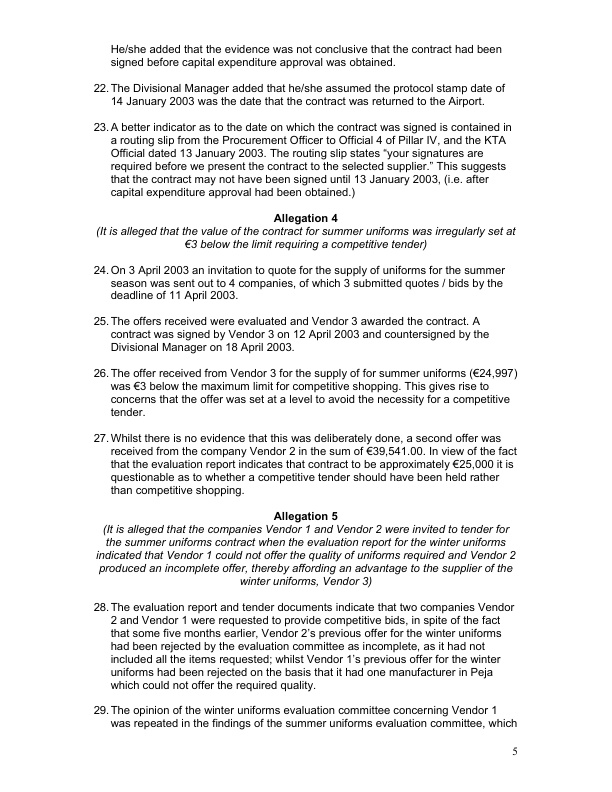 He/she added that the evidence was not conclusive that the contract had been
signed before capital expenditure approval was obtained.
22. The Divisional Manager added that he/she assumed the protocol stamp date of
14 January 2003 was the date that the contract was returned to the Airport.
23. A better indicator as to the date on which the contract was signed is contained in
a routing slip from the Procurement Officer to Official 4 of Pillar IV, and the KTA
Official dated 13 January 2003. The routing slip states “your signatures are
required before we present the contract to the selected supplier.” This suggests
that the contract may not have been signed until 13 January 2003, (i.e. after
capital expenditure approval had been obtained.)
Allegation 4
(It is alleged that the value of the contract for summer uniforms was irregularly set at
€3 below the limit requiring a competitive tender)
24. On 3 April 2003 an invitation to quote for the supply of uniforms for the summer
season was sent out to 4 companies, of which 3 submitted quotes / bids by the
deadline of 11 April 2003.
25. The offers received were evaluated and Vendor 3 awarded the contract. A
contract was signed by Vendor 3 on 12 April 2003 and countersigned by the
Divisional Manager on 18 April 2003.
26. The offer received from Vendor 3 for the supply of for summer uniforms (€24,997)
was €3 below the maximum limit for competitive shopping. This gives rise to
concerns that the offer was set at a level to avoid the necessity for a competitive
tender.
27. Whilst there is no evidence that this was deliberately done, a second offer was
received from the company Vendor 2 in the sum of €39,541.00. In view of the fact
that the evaluation report indicates that contract to be approximately €25,000 it is
questionable as to whether a competitive tender should have been held rather
than competitive shopping.
Allegation 5
(It is alleged that the companies Vendor 1 and Vendor 2 were invited to tender for
the summer uniforms contract when the evaluation report for the winter uniforms
indicated that Vendor 1 could not offer the quality of uniforms required and Vendor 2
produced an incomplete offer, thereby affording an advantage to the supplier of the
winter uniforms, Vendor 3)
28. The evaluation report and tender documents indicate that two companies Vendor
2 and Vendor 1 were requested to provide competitive bids, in spite of the fact
that some five months earlier, Vendor 2’s previous offer for the winter uniforms
had been rejected by the evaluation committee as incomplete, as it had not
included all the items requested; whilst Vendor 1’s previous offer for the winter
uniforms had been rejected on the basis that it had one manufacturer in Peja
which could not offer the required quality.
29. The opinion of the winter uniforms evaluation committee concerning Vendor 1
was repeated in the findings of the summer uniforms evaluation committee, which
5